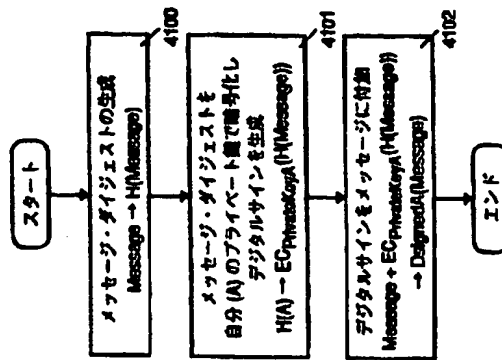 スタート
メッセージ・ダイジェストの生成
Message → H(Message)
4100
メッセージ・ダイジェストを
自分(A)のプライベート鍵で暗号化し
デジタルサインを生成
H(A) → ECPrivateKeyA(H(Message))
4101
デジタルサインをメッセージに付加
Message + ECPrivateKeyA(H(Message))
→ DsignedA(Message)
4102
エンド